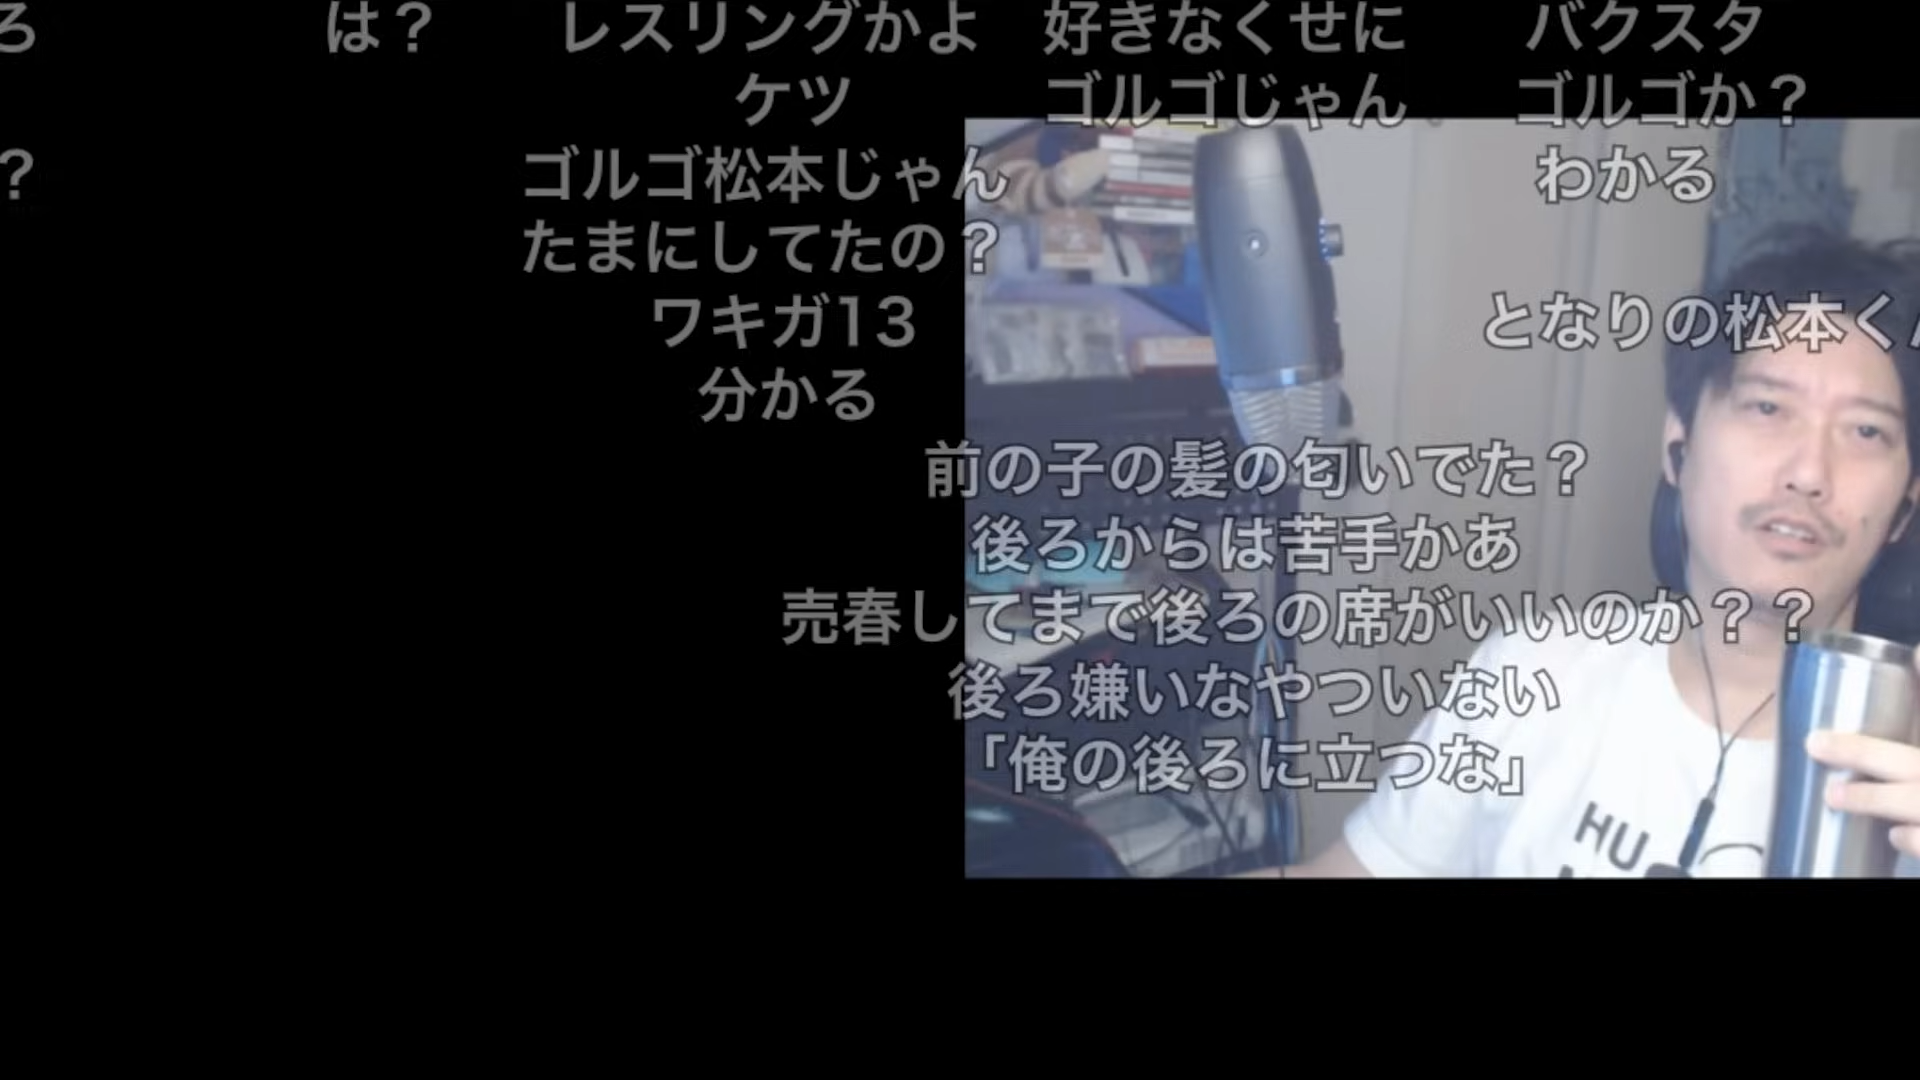 ろ は？ レスリングかよ 好きなくせに バクスタ
ケツ ゴルゴじゃん ゴルゴか？
？ ゴルゴ松本じゃん わかる
たまにしてたの？
ワキガ13 となりの松本く
分かる
前の子の髪の匂いでた？
後ろからは苦手かあ
売春してまで後ろの席がいいのか？？
後ろ嫌いなやついない
「俺の後ろに立つな」
HU